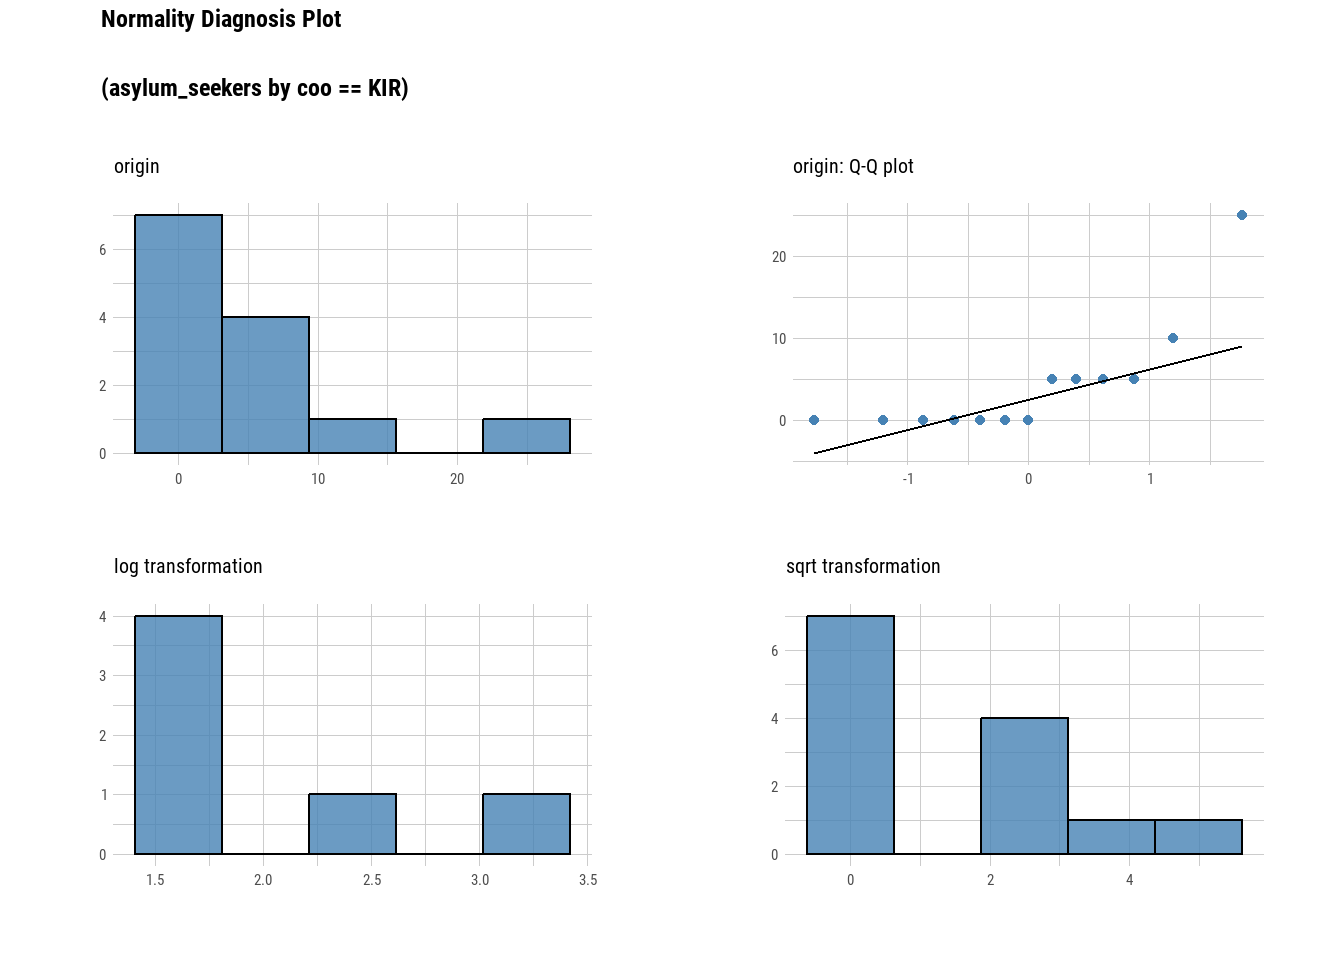 Normality Diagnosis Plot
(asylum_seekers by coo == KIR)
origin
6
4
2
0
0 10 20
origin: Q-Q plot
20
10
0
-1 0 1
log transformation
4
3
2
1
0
1.5 2.0 2.5 3.0 3.5
sqrt transformation
6
4
2
0
0 2 4